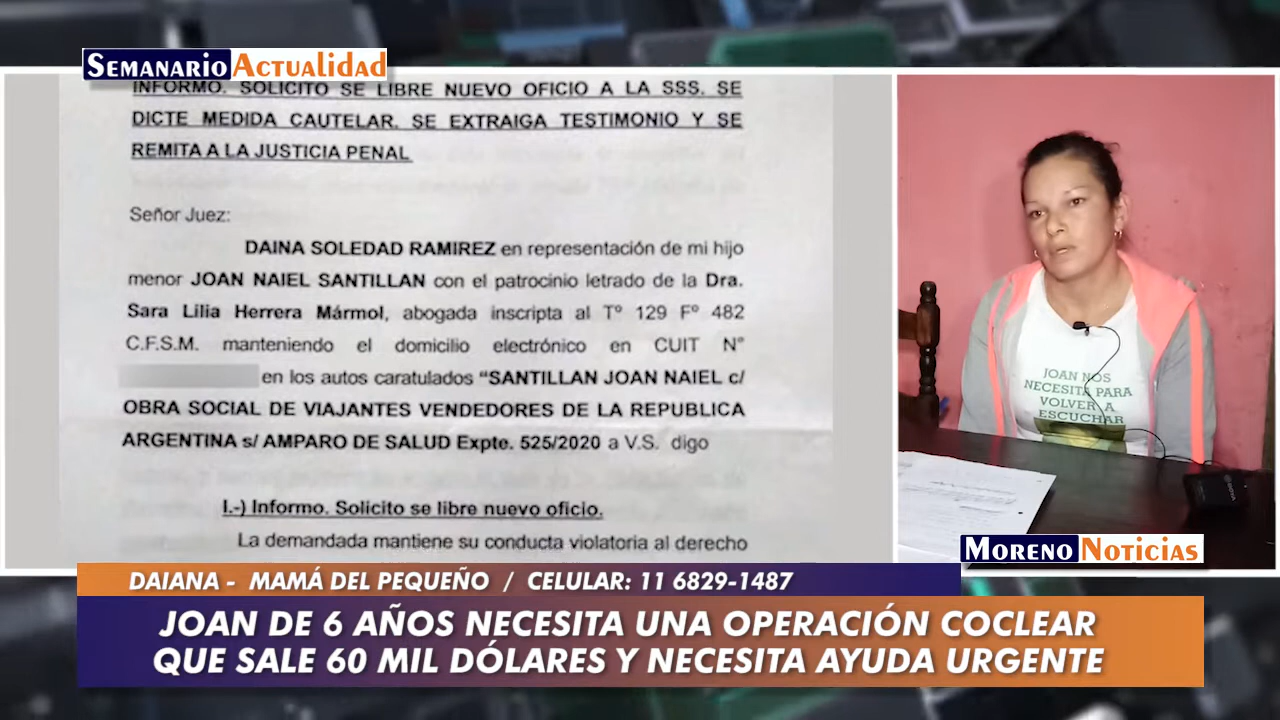 SEMANARIO ACTUALIDAD
INFORMO. SOLICITO SE LIBRE NUEVO OFICIO A LA SSS. SE
DICTE MEDIDA CAUTELAR. SE EXTRAIGA TESTIMONIO Y SE
REMITA A LA JUSTICIA PENAL
Señor Juez:
DAINA SOLEDAD RAMIREZ en representación de mi hijo
menor JOAN NAIEL SANTILLAN con el patrocinio letrado de la Dra.
Sara Lilia Herrera Mármol, abogada inscripta al Tº 129 Fº 482
C.F.S.M. manteniendo el domicilio electrónico en CUIT N°
en los autos caratulados “SANTILLAN JOAN NAIEL c/
OBRA SOCIAL DE VIAJANTES VENDEDORES DE LA REPUBLICA
ARGENTINA s/ AMPARO DE SALUD Expte. 525/2020 a V.S. digo
I.-) Informo. Solicito se libre nuevo oficio.
La demandada mantiene su conducta violatoria al derecho
JOAN NOS
NECESITA PARA
VOLVER A
ESCUCHAR
MORENO NOTICIAS
DAIANA - MAMÁ DEL PEQUEÑO / CELULAR: 11 6829-1487
JOAN DE 6 AÑOS NECESITA UNA OPERACIÓN COCLEAR
QUE SALE 60 MIL DÓLARES Y NECESITA AYUDA URGENTE